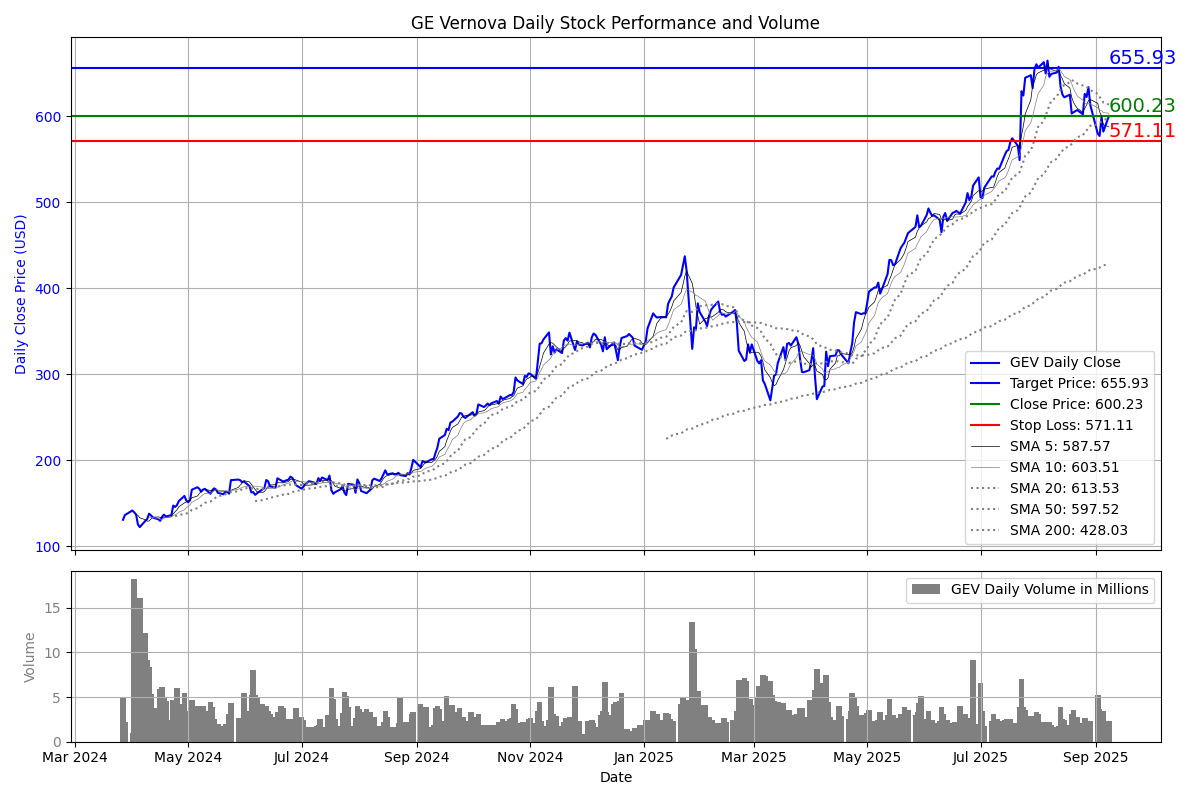 GE Vernova Daily Stock Performance and Volume
655.93
600.23
571.11
600
500
400
300
200
100
Daily Close Price (USD)
GEV Daily Close
Target Price: 655.93
Close Price: 600.23
Stop Loss: 571.11
SMA 5: 587.57
SMA 10: 603.51
SMA 20: 613.53
SMA 50: 597.52
SMA 200: 428.03
GEV Daily Volume in Millions
15
10
5
0
Volume
Mar 2024 May 2024 Jul 2024 Sep 2024 Nov 2024 Jan 2025 Mar 2025 May 2025 Jul 2025 Sep 2025
Date